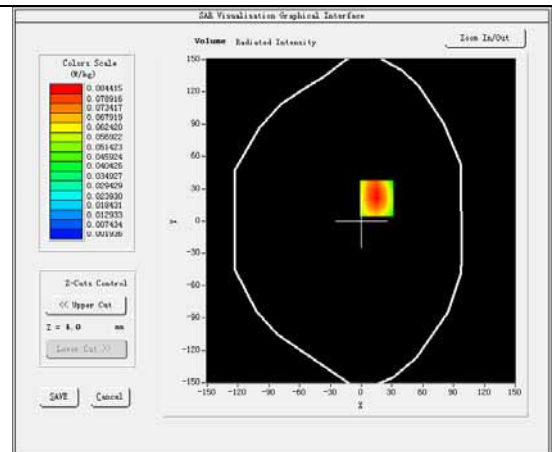 SAR Visualisation Graphical Interface
Volume Radiated Intensity
Zoom In/Out
Colors Scale
(W/kg)
0.084415
0.078916
0.073417
0.067919
0.062420
0.056922
0.051423
0.045924
0.040426
0.034927
0.029429
0.023930
0.018431
0.012933
0.007434
0.001936
150
120
90
60
30
0
-30
-60
-90
-120
-150
Y
-150 -120 -90 -60 -30 0 30 60 90 120 150
X
Z-Cuts Control
<< Upper Cut
Z = 4.0 mm
Lower Cut >>
SAVE Cancel